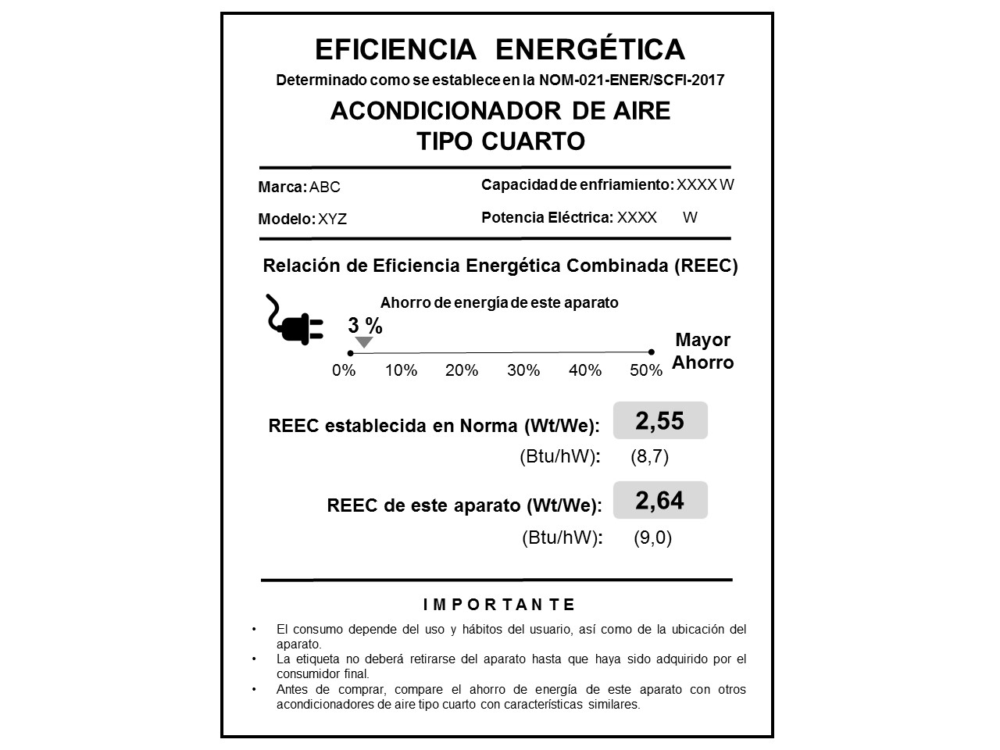 EFICIENCIA ENERGÉTICA
Determinado como se establece en la NOM-021-ENER/SCFI-2017
ACONDICIONADOR DE AIRE
TIPO CUARTO
Marca: ABC
Capacidad de enfriamiento: XXXX W
Modelo: XYZ
Potencia Eléctrica: XXXX W
Relación de Eficiencia Energética Combinada (REEC)
Ahorro de energía de este aparato
3 %
Mayor
Ahorro
0% 10% 20% 30% 40% 50%
REEC establecida en Norma (Wt/We): 2,55
(Btu/hW): (8,7)
REEC de este aparato (Wt/We): 2,64
(Btu/hW): (9,0)
I M P O R T A N T E
• El consumo depende del uso y hábitos del usuario, así como de la ubicación del
aparato.
• La etiqueta no deberá retirarse del aparato hasta que haya sido adquirido por el
consumidor final.
• Antes de comprar, compare el ahorro de energía de este aparato con otros
acondicionadores de aire tipo cuarto con características similares.